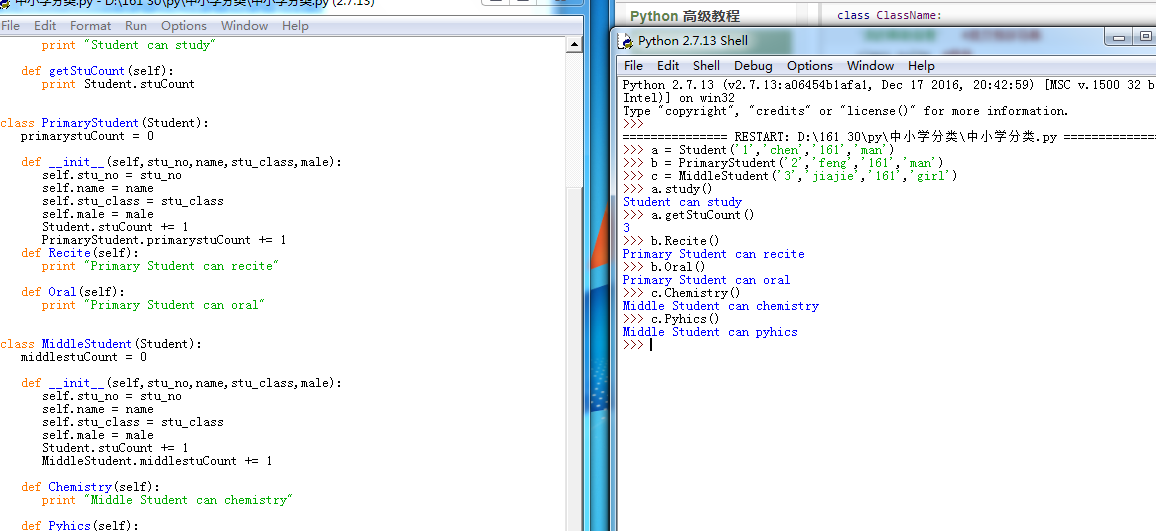 中小学分类.py - D:\161 30\py\中小学分类\中小学分类.py (2.7.13)
File Edit Format Run Options Window Help
print "Student can study"
def getStuCount(self):
print Student.stuCount
class PrimaryStudent(Student):
primarystuCount = 0
def __init__(self,stu_no,name,stu_class,male):
self.stu_no = stu_no
self.name = name
self.stu_class = stu_class
self.male = male
Student.stuCount += 1
PrimaryStudent.primarystuCount += 1
def Recite(self):
print "Primary Student can recite"
def Oral(self):
print "Primary Student can oral"
class MiddleStudent(Student):
middlestuCount = 0
def __init__(self,stu_no,name,stu_class,male):
self.stu_no = stu_no
self.name = name
self.stu_class = stu_class
self.male = male
Student.stuCount += 1
MiddleStudent.middlestuCount += 1
def Chemistry(self):
print "Middle Student can chemistry"
def Pyhics(self):
Python 高级教程
class ClassName:
Python 2.7.13 Shell
File Edit Shell Debug Options Window Help
Python 2.7.13 (v2.7.13:a06454b1afa1, Dec 17 2016, 20:42:59) [MSC v.1500 32 b
Intel)] on win32
Type "copyright", "credits" or "license()" for more information.
>>>
=============== RESTART: D:\161 30\py\中小学分类\中小学分类.py ==============
>>> a = Student('1','chen','161','man')
>>> b = PrimaryStudent('2','feng','161','man')
>>> c = MiddleStudent('3','jiajie','161','girl')
>>> a.study()
Student can study
>>> a.getStuCount()
3
>>> b.Recite()
Primary Student can recite
>>> b.Oral()
Primary Student can oral
>>> c.Chemistry()
Middle Student can chemistry
>>> c.Pyhics()
Middle Student can pyhics
>>>